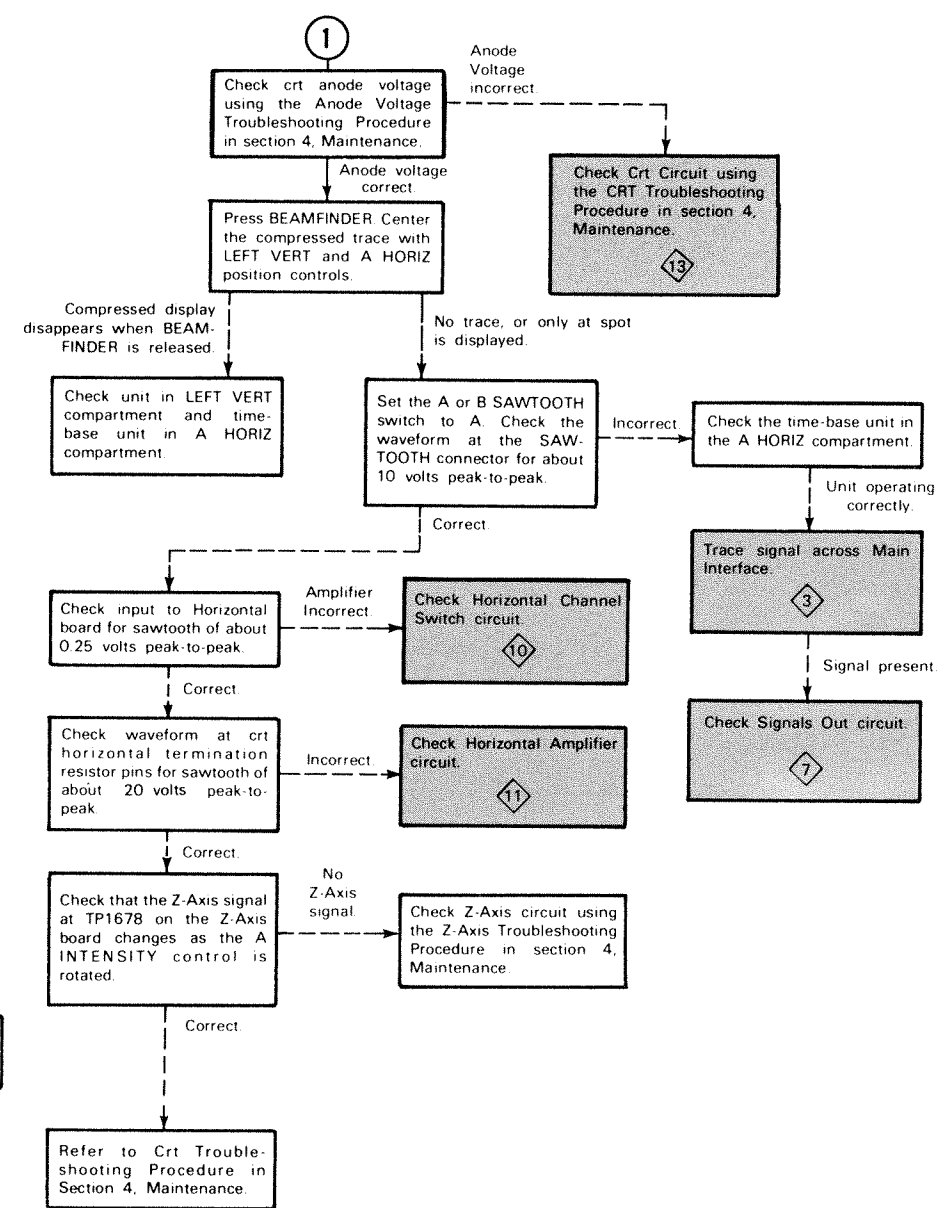 1
Anode
Voltage
incorrect.
Check crt anode voltage
using the Anode Voltage
Troubleshooting Procedure
in section 4, Maintenance.
Anode voltage
correct.
Check Crt Circuit using
the CRT Troubleshooting
Procedure in section 4,
Maintenance.
13
Press BEAMFINDER. Center
the compressed trace with
LEFT VERT and A HORIZ
position controls.
Compressed display
disappears when BEAM-
FINDER is released.
No trace, or only at spot
is displayed.
Check unit in LEFT VERT
compartment and time-
base unit in A HORIZ
compartment.
Set the A or B SAWTOOTH
switch to A. Check the
waveform at the SAW-
TOOTH connector for about
10 volts peak-to-peak.
Incorrect.
Check the time-base unit in
the A HORIZ compartment.
Unit operating
correctly.
Correct.
Trace signal across Main
Interface.
3
Signal present.
Check Signals Out circuit.
7
Check input to Horizontal
board for sawtooth of about
0.25 volts peak-to-peak.
Amplifier
Incorrect.
Check Horizontal Channel
Switch circuit.
10
Correct.
Check waveform at crt
horizontal termination
resistor pins for sawtooth of
about 20 volts peak-to-
peak.
Incorrect.
Check Horizontal Amplifier
circuit.
11
Correct.
Check that the Z-Axis signal
at TP1678 on the Z-Axis
board changes as the A
INTENSITY control is
rotated.
No
Z-Axis
signal.
Check Z-Axis circuit using
the Z-Axis Troubleshooting
Procedure in section 4,
Maintenance.
Correct.
Refer to Crt Trouble-
shooting Procedure in
Section 4, Maintenance.